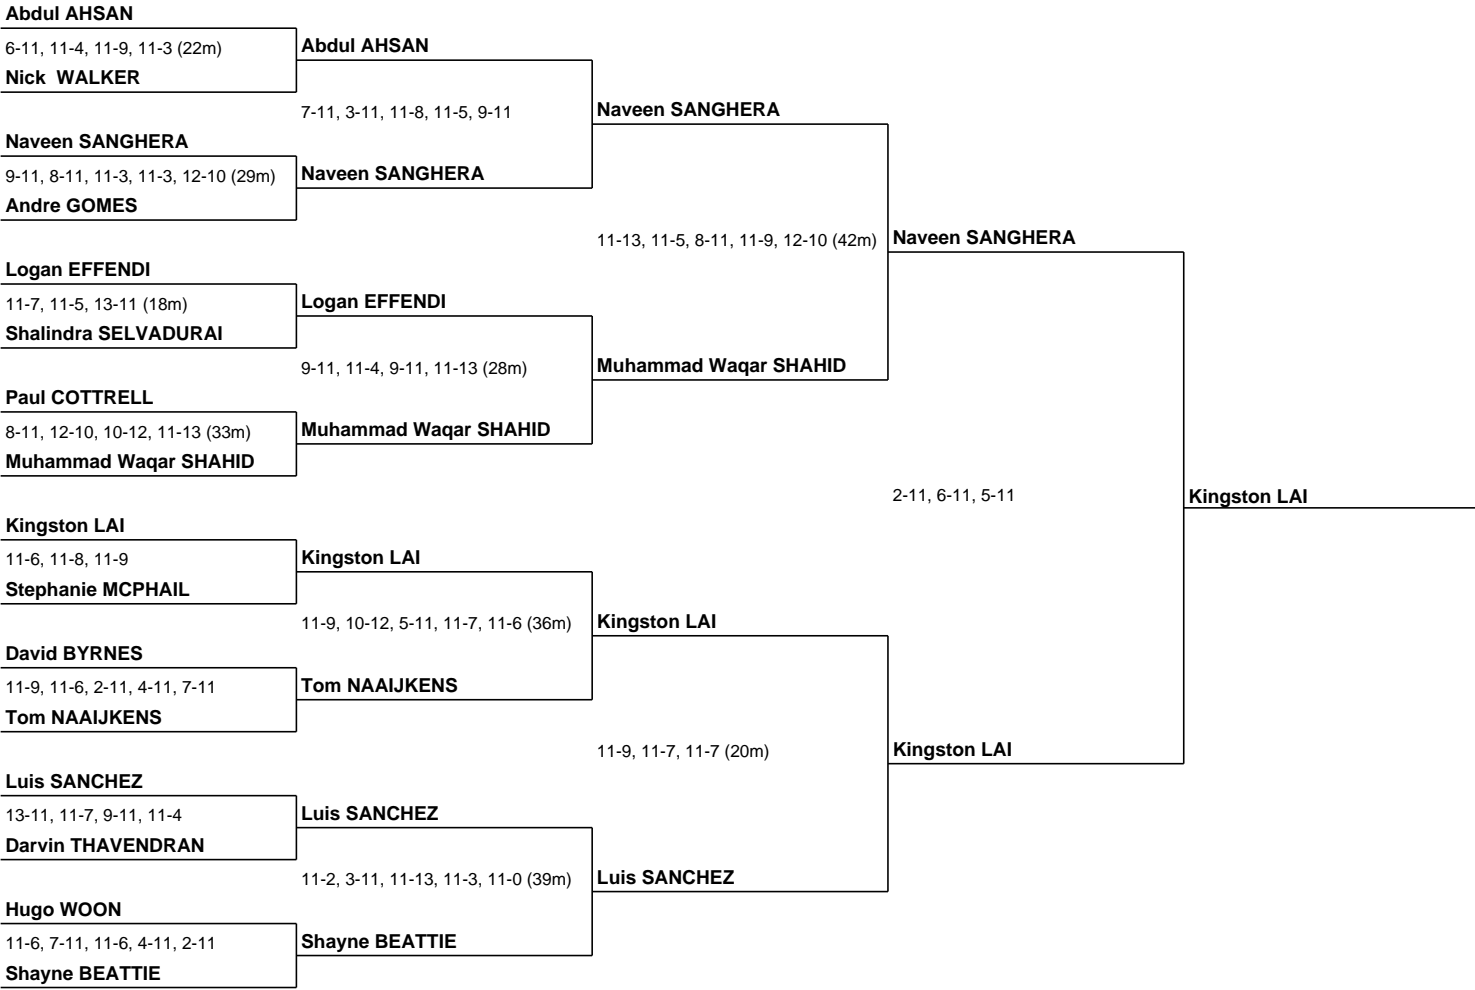 Abdul AHSAN
6-11, 11-4, 11-9, 11-3 (22m)
Nick WALKER
Naveen SANGHERA
9-11, 8-11, 11-3, 11-3, 12-10 (29m)
Andre GOMES
Logan EFFENDI
11-7, 11-5, 13-11 (18m)
Shalindra SELVADURAI
Paul COTTRELL
8-11, 12-10, 10-12, 11-13 (33m)
Muhammad Waqar SHAHID
Kingston LAI
11-6, 11-8, 11-9
Stephanie MCPHAIL
David BYRNES
11-9, 11-6, 2-11, 4-11, 7-11
Tom NAAIJKENS
Luis SANCHEZ
13-11, 11-7, 9-11, 11-4
Darvin THAVENDRAN
Hugo WOON
11-6, 7-11, 11-6, 4-11, 2-11
Shayne BEATTIE
Abdul AHSAN
7-11, 3-11, 11-8, 11-5, 9-11
Naveen SANGHERA
Logan EFFENDI
9-11, 11-4, 9-11, 11-13 (28m)
Muhammad Waqar SHAHID
Kingston LAI
11-9, 10-12, 5-11, 11-7, 11-6 (36m)
Tom NAAIJKENS
Luis SANCHEZ
11-2, 3-11, 11-13, 11-3, 11-0 (39m)
Shayne BEATTIE
Naveen SANGHERA
11-13, 11-5, 8-11, 11-9, 12-10 (42m)
Muhammad Waqar SHAHID
Kingston LAI
11-9, 11-7, 11-7 (20m)
Luis SANCHEZ
Naveen SANGHERA
2-11, 6-11, 5-11
Kingston LAI
Kingston LAI